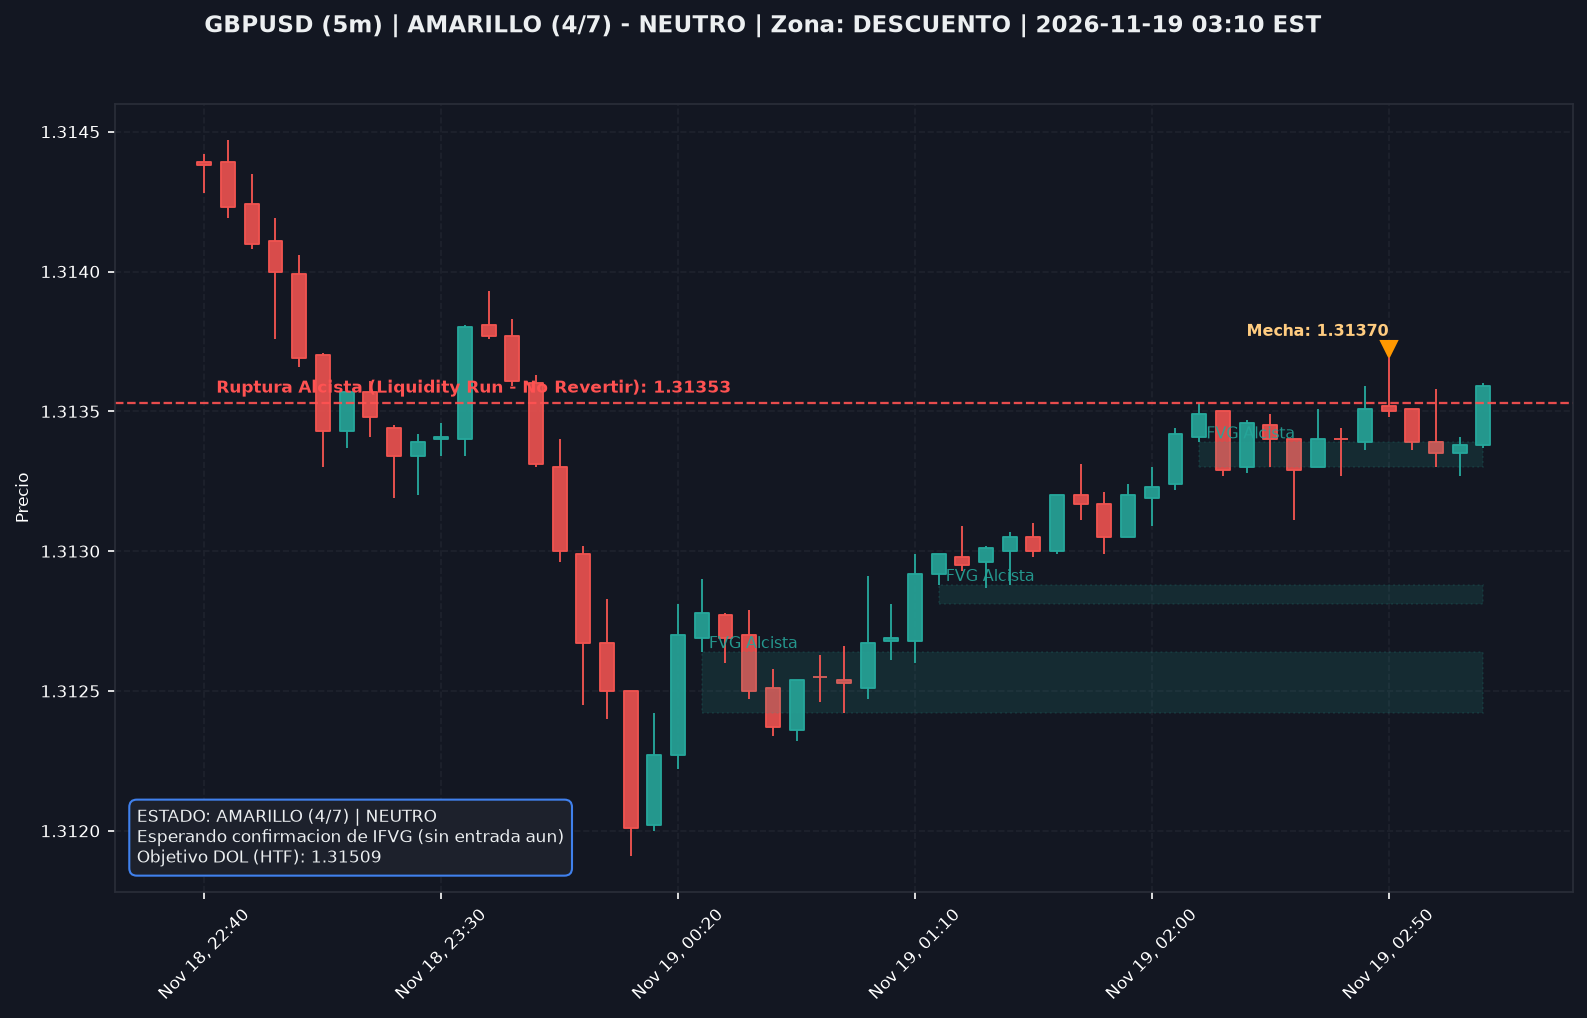 GBPUSD (5m) | AMARILLO (4/7) - NEUTRO | Zona: DESCUENTO | 2026-11-19 03:10 EST
1.3145
1.3140
1.3135
1.3130
1.3125
1.3120
Precio
Mecha: 1.31370
Ruptura Alcista (Liquidity Run - No Revertir): 1.31353
FVG Alcista
FVG Alcista
FVG Alcista
ESTADO: AMARILLO (4/7) | NEUTRO
Esperando confirmacion de IFVG (sin entrada aun)
Objetivo DOL (HTF): 1.31509
Nov 18, 22:40
Nov 18, 23:30
Nov 19, 00:20
Nov 19, 01:10
Nov 19, 02:00
Nov 19, 02:50